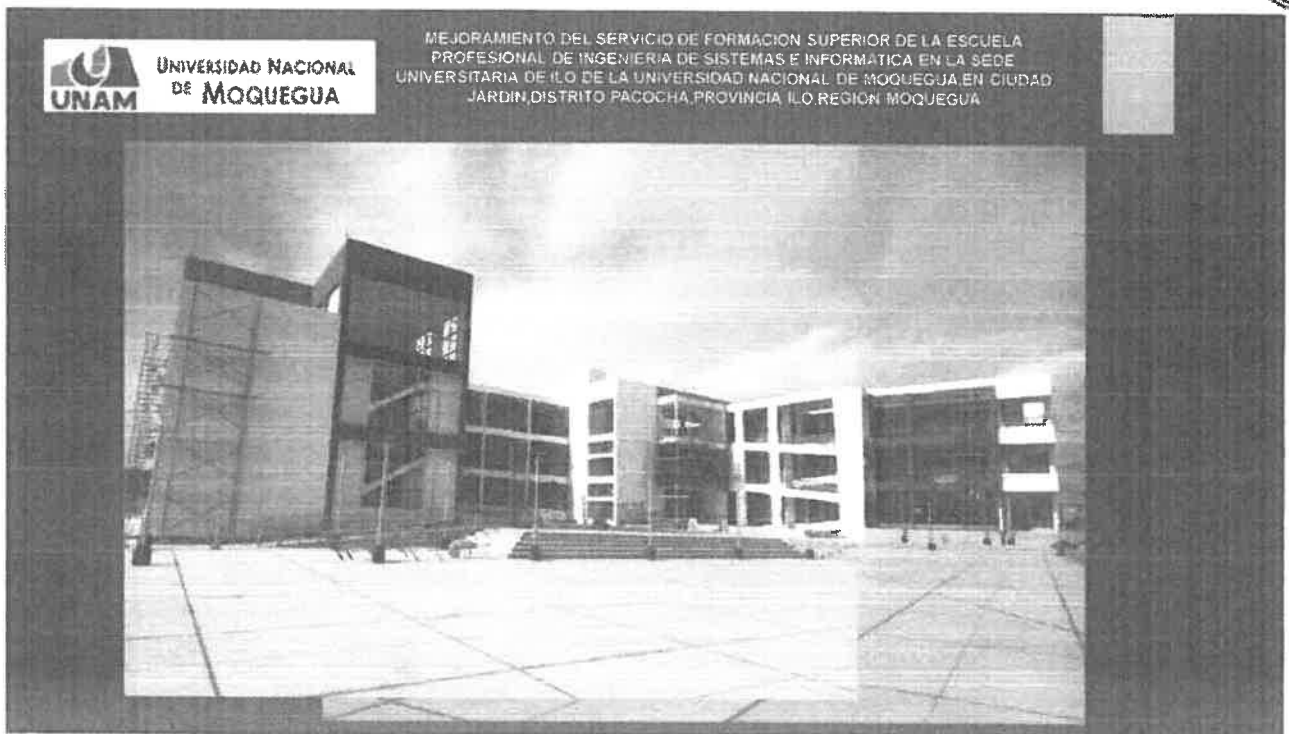 UNAM
UNIVERSIDAD NACIONAL
DE MOQUEGUA
MEJORAMIENTO DEL SERVICIO DE FORMACION SUPERIOR DE LA ESCUELA
PROFESIONAL DE INGENIERIA DE SISTEMAS E INFORMATICA EN LA SEDE
UNIVERSITARIA DE ILO DE LA UNIVERSIDAD NACIONAL DE MOQUEGUA,EN CIUDAD
JARDIN,DISTRITO PACOCHA,PROVINCIA ILO,REGION MOQUEGUA